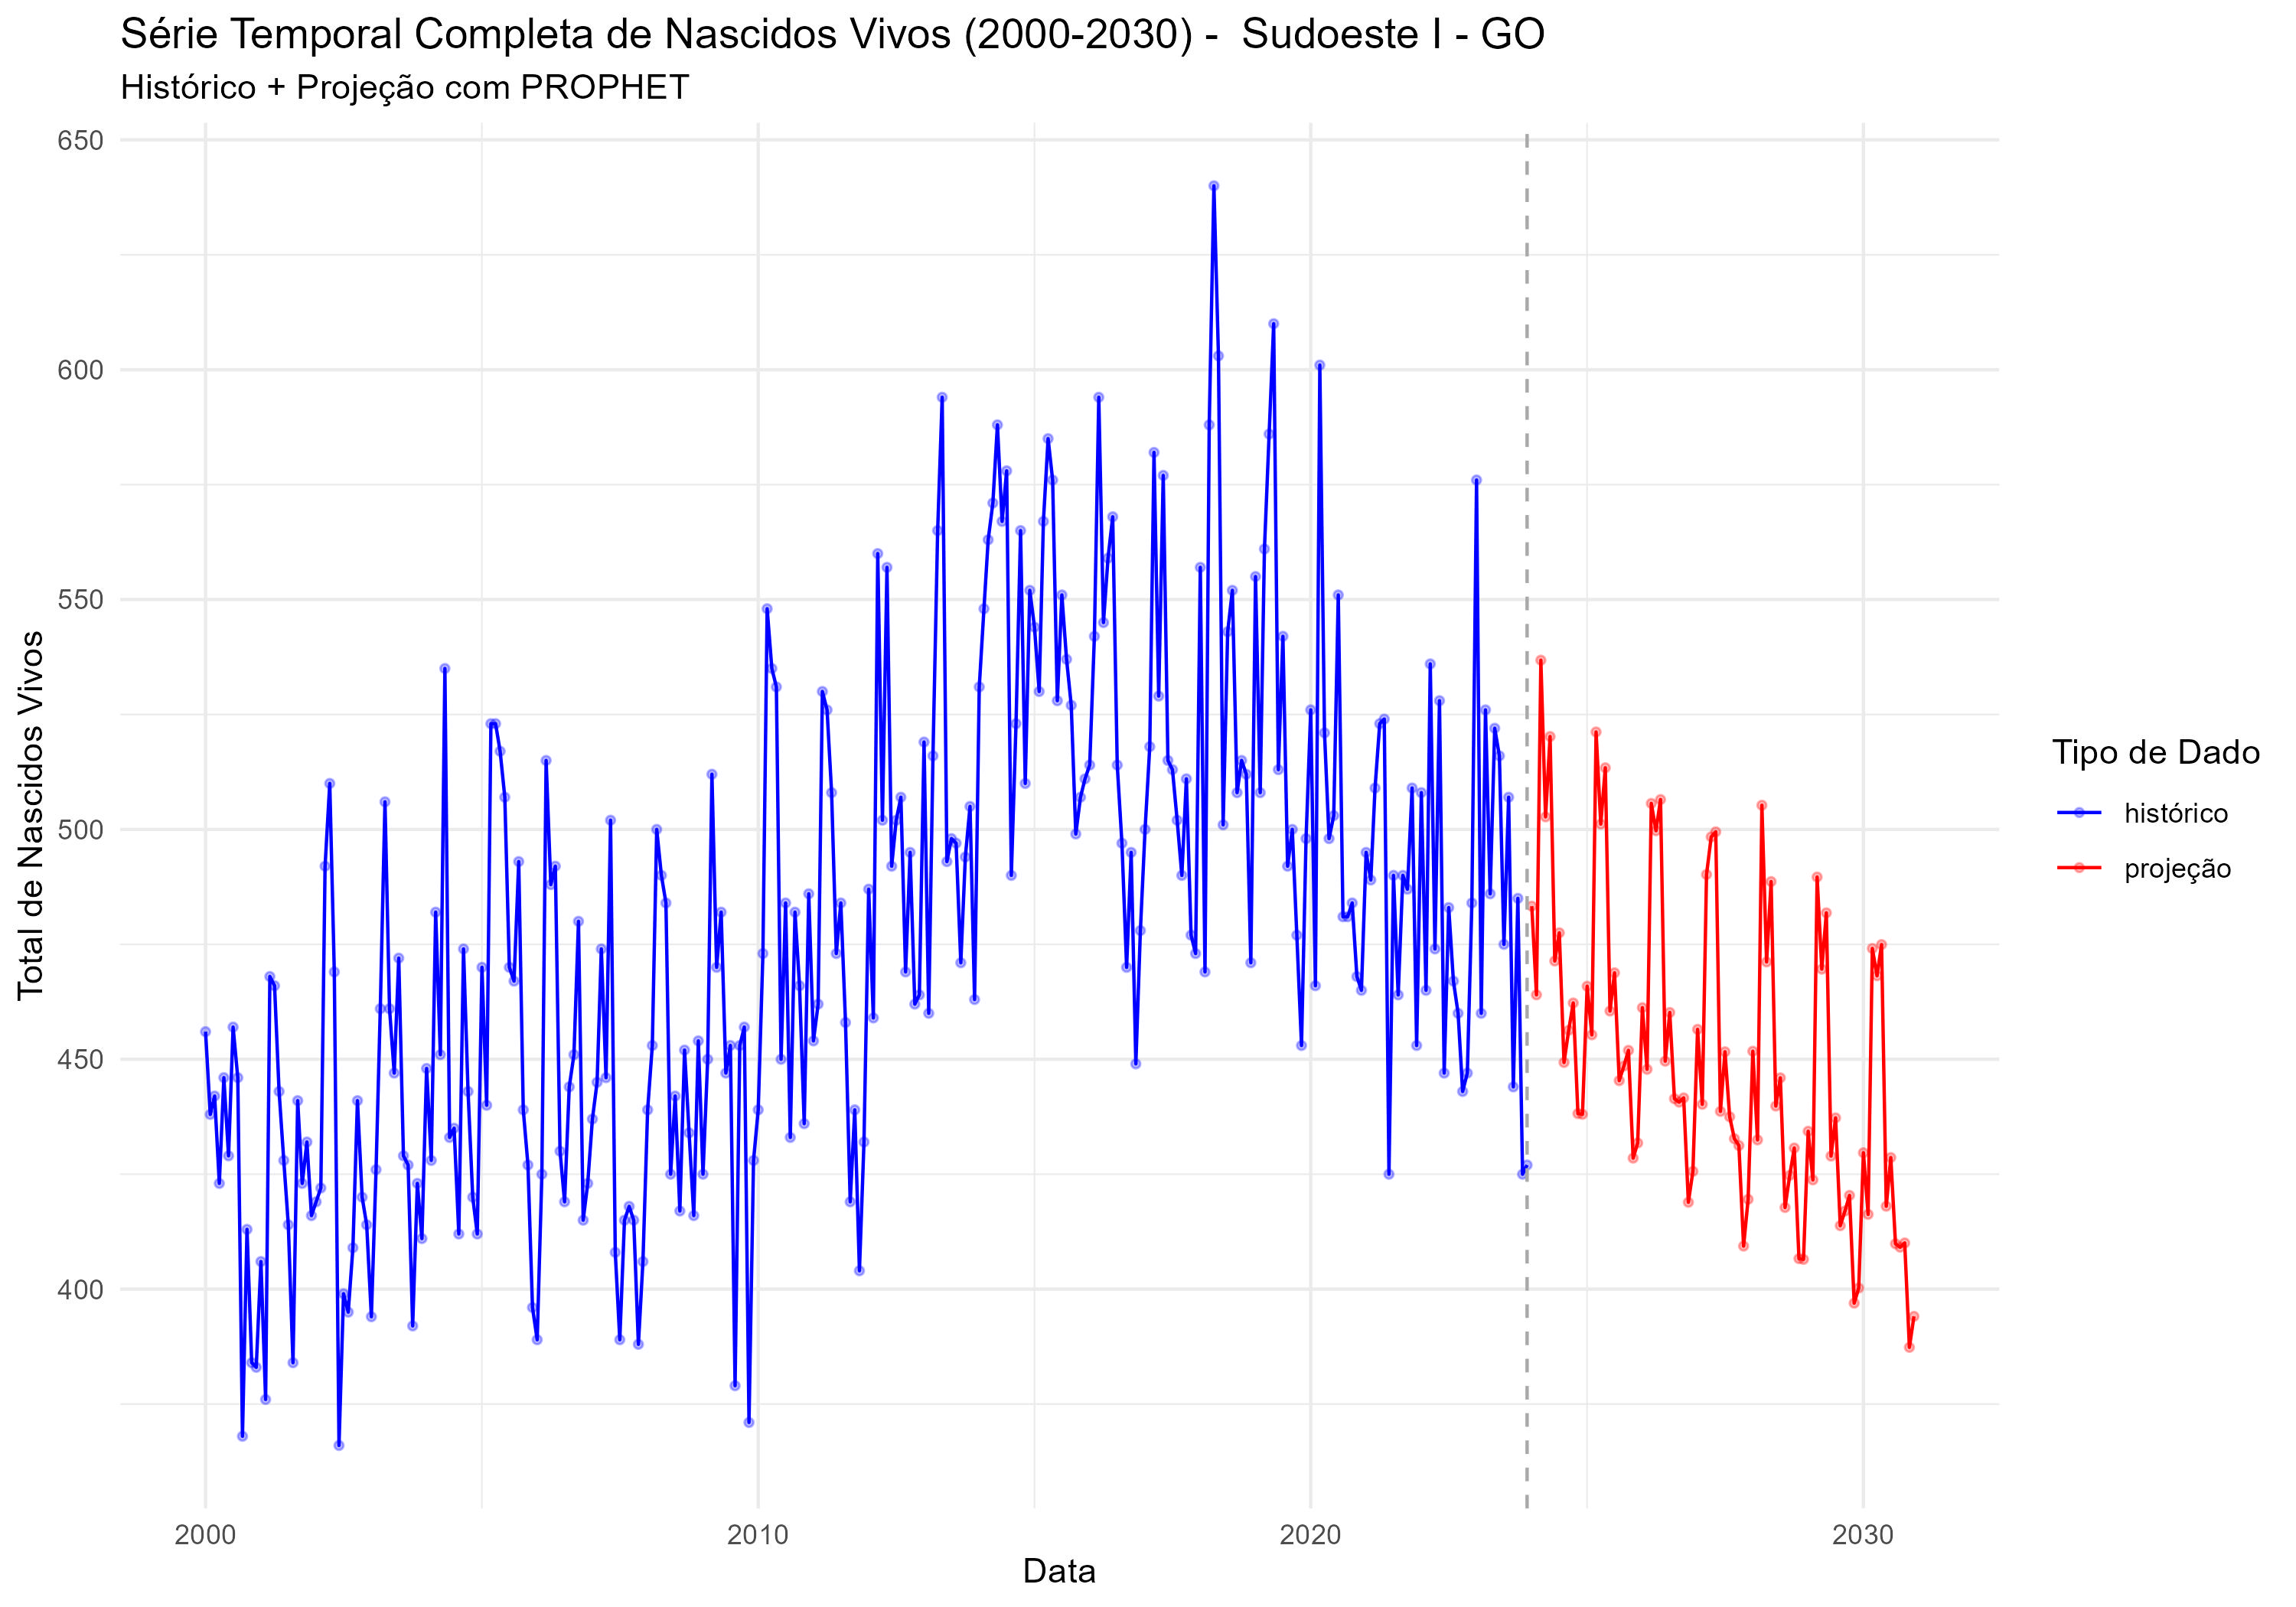 Série Temporal Completa de Nascidos Vivos (2000-2030) -  Sudoeste I - GO
Histórico + Projeção com PROPHET
Total de Nascidos Vivos
650
600
550
500
450
400
2000
2010
2020
2030
Data
Tipo de Dado
histórico
projeção